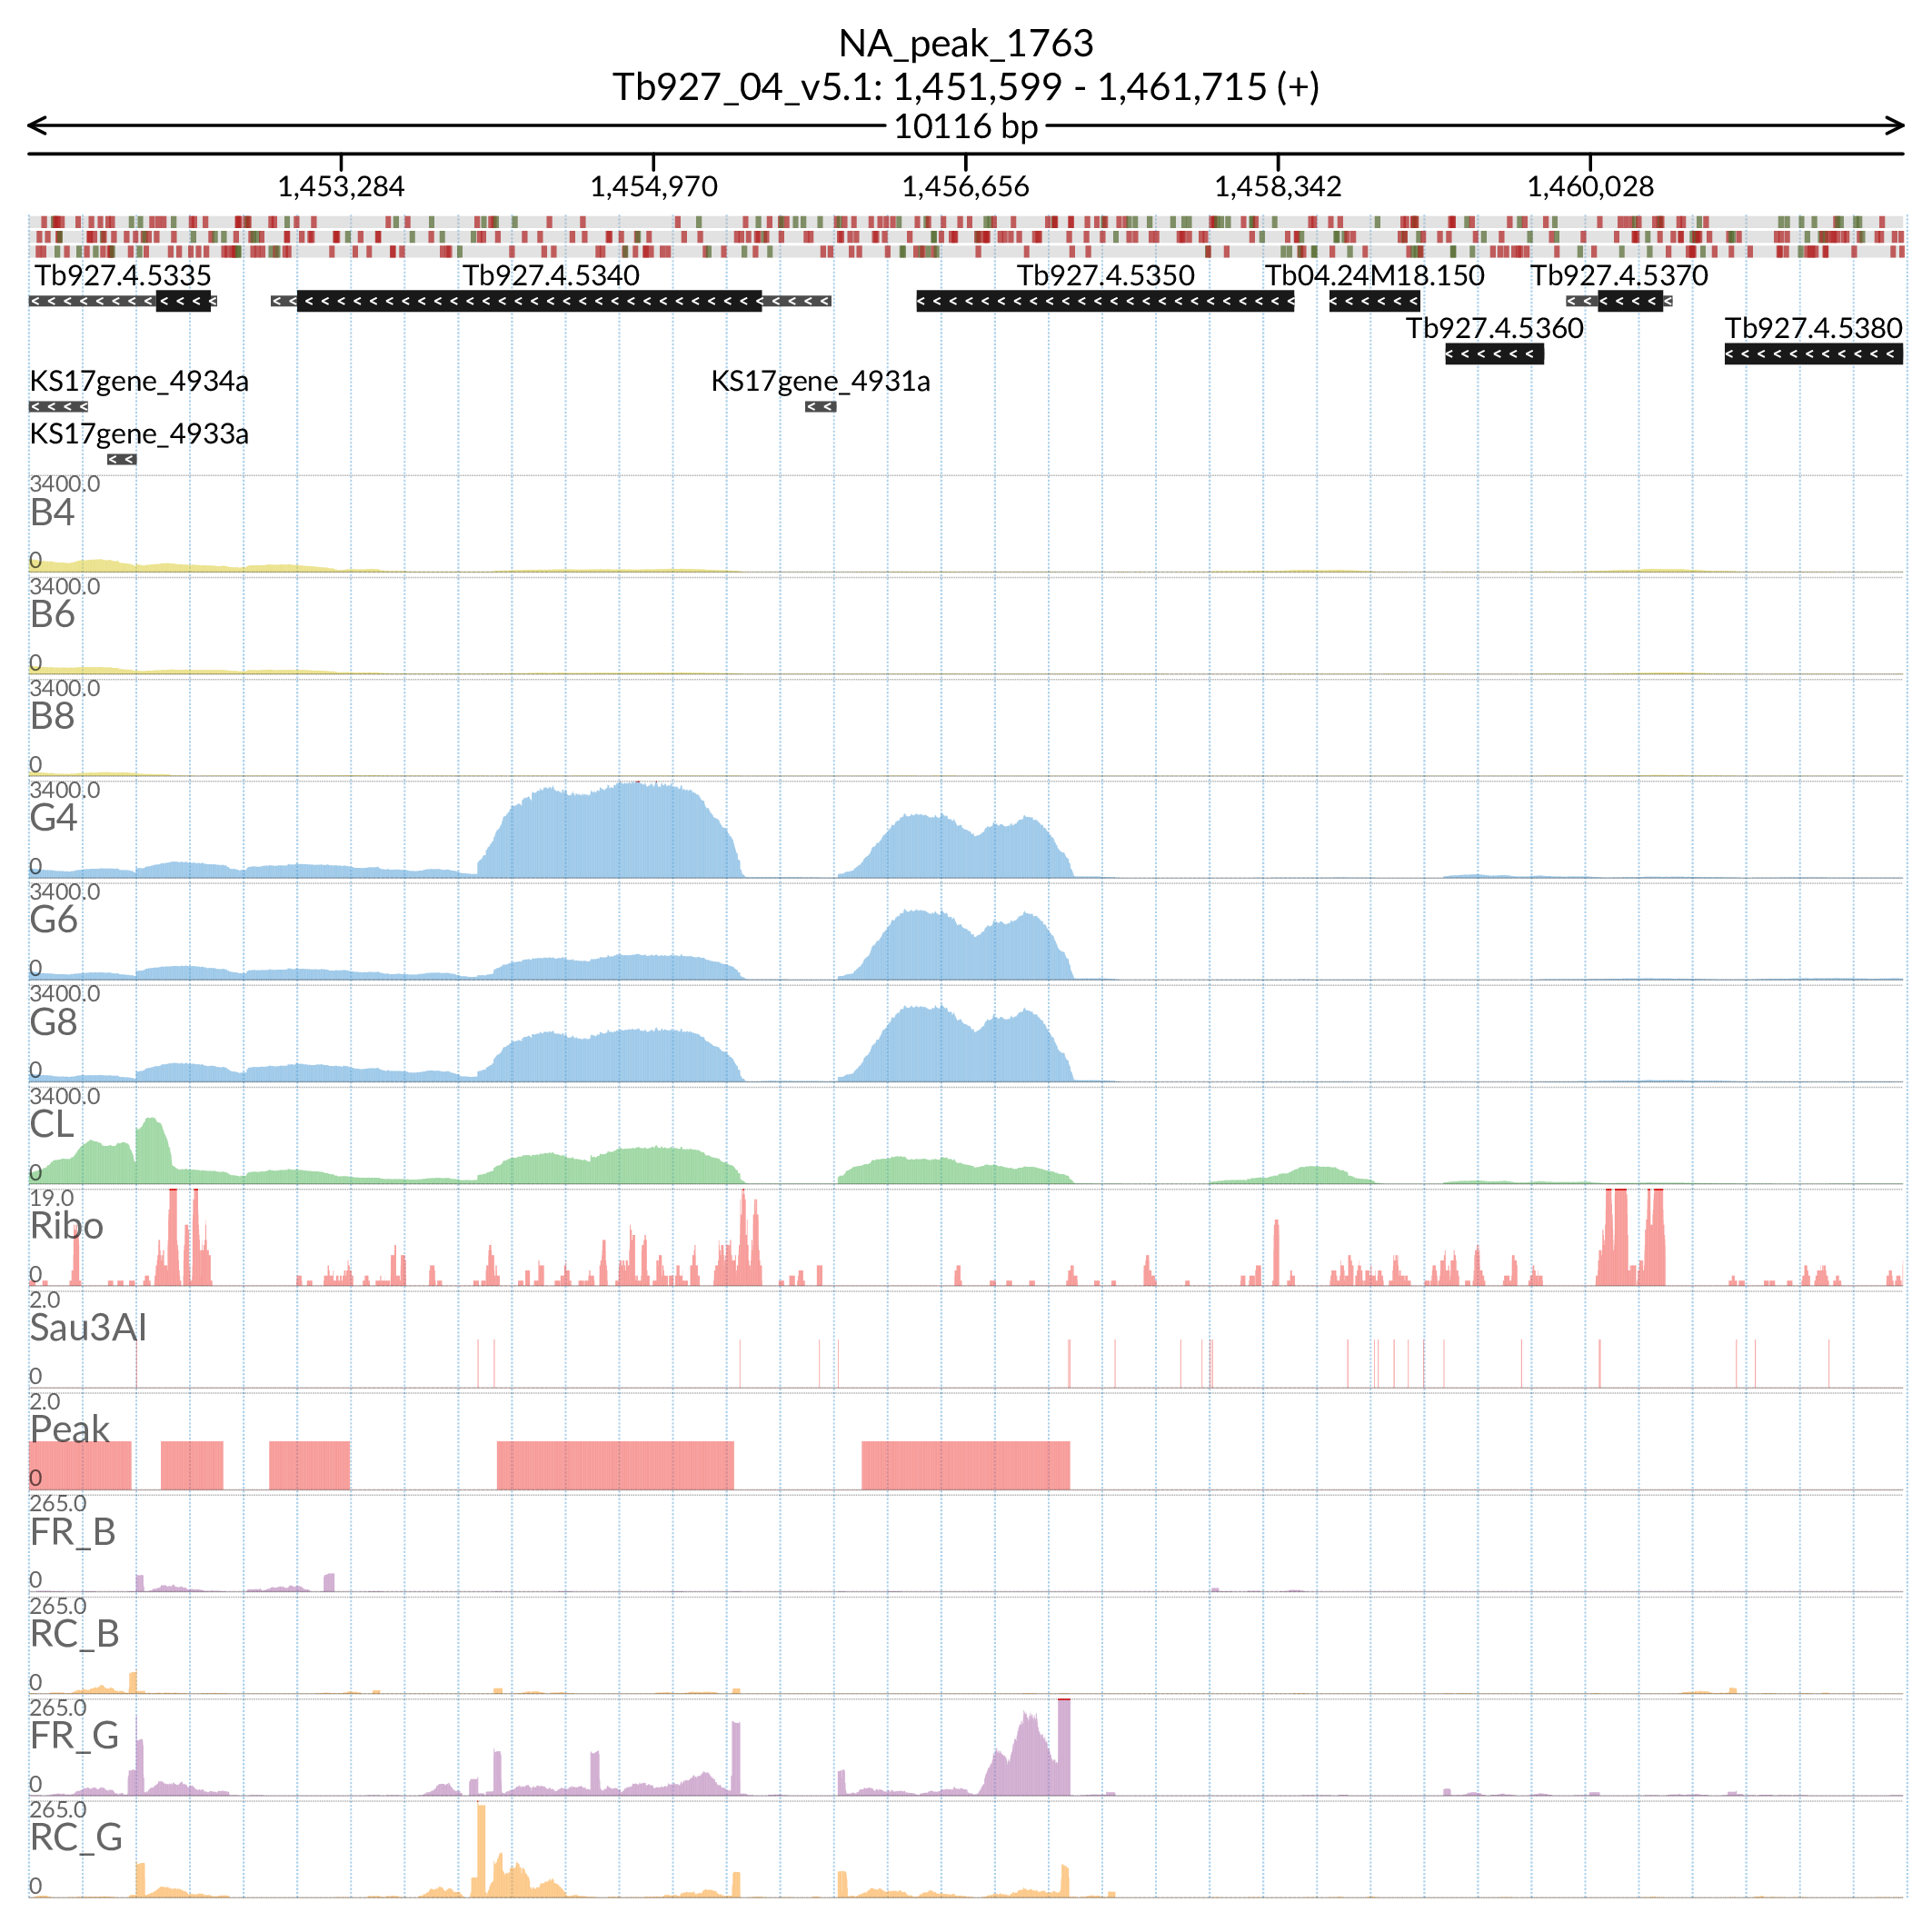 NA_peak_1763
Tb927_04_v5.1: 1,451,599 - 1,461,715 (+)
10116 bp
1,453,284 1,454,970 1,456,656 1,458,342 1,460,028
Tb927.4.5335 Tb927.4.5340 Tb927.4.5350 Tb04.24M18.150 Tb927.4.5370
Tb927.4.5360 Tb927.4.5380
KS17gene_4934a KS17gene_4931a
KS17gene_4933a
3400.0
B4
0
3400.0
B6
0
3400.0
B8
0
3400.0
G4
0
3400.0
G6
0
3400.0
G8
0
3400.0
CL
0
19.0
Ribo
0
2.0
Sau3AI
0
2.0
Peak
0
265.0
FR_B
0
265.0
RC_B
0
265.0
FR_G
0
265.0
RC_G
0